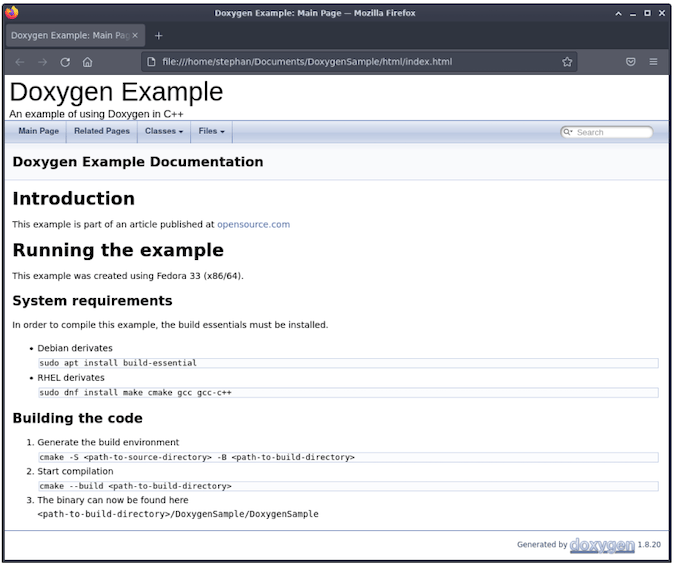 Doxygen Example: Main Page — Mozilla Firefox
Doxygen Example: Main Pag
file:///home/stephan/Documents/DoxygenSample/html/index.html
Doxygen Example
An example of using Doxygen in C++
Main Page Related Pages Classes Files Search
Doxygen Example Documentation
Introduction
This example is part of an article published at opensource.com
Running the example
This example was created using Fedora 33 (x86/64).
System requirements
In order to compile this example, the build essentials must be installed.
• Debian derivates
sudo apt install build-essential
• RHEL derivates
sudo dnf install make cmake gcc gcc-c++
Building the code
1. Generate the build environment
cmake -S <path-to-source-directory> -B <path-to-build-directory>
2. Start compilation
cmake --build <path-to-build-directory>
3. The binary can now be found here
<path-to-build-directory>/DoxygenSample/DoxygenSample
Generated by doxygen 1.8.20